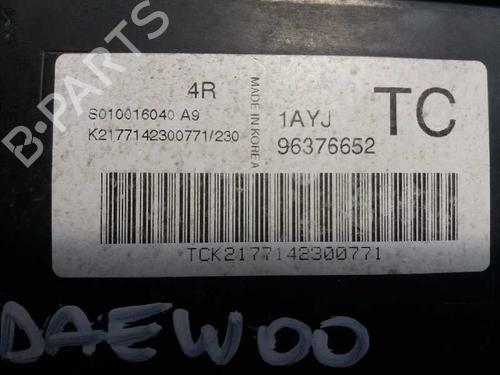 4R
S010016040 A9
K2177142300771/230
MADE IN KOREA
1AYJ
TC
96376652
TCK2177142300771
DAEWOO
B-PARTS